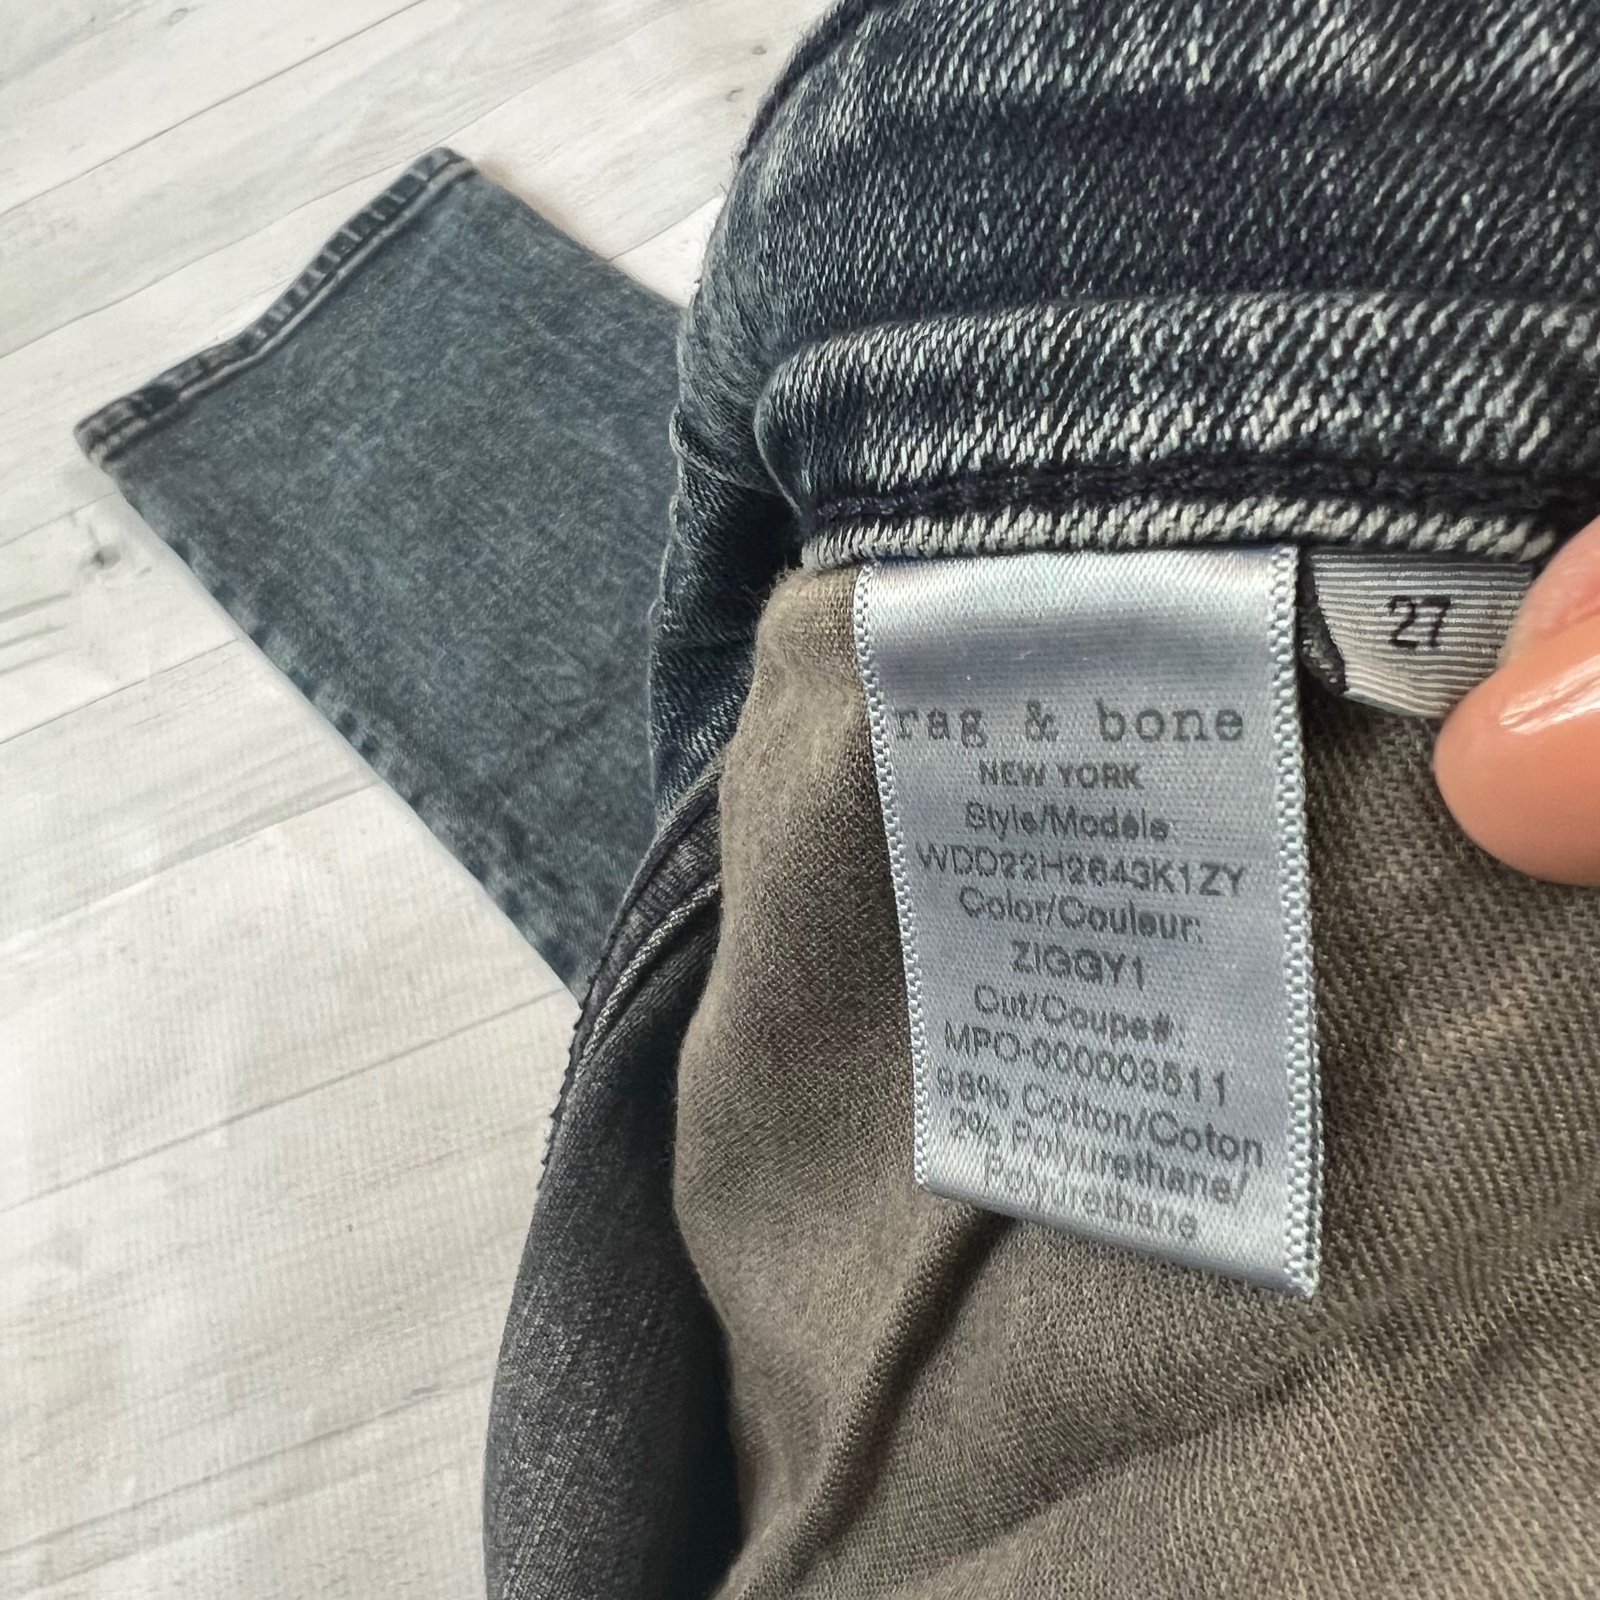 27
rag & bone
NEW YORK
Style/Modèle:
WDD22H2643K1ZY
Color/Couleur:
ZIGGY1
Cut/Coupe#:
MPO-000003511
98% Cotton/Coton
2% Polyurethane/
Polyurethane